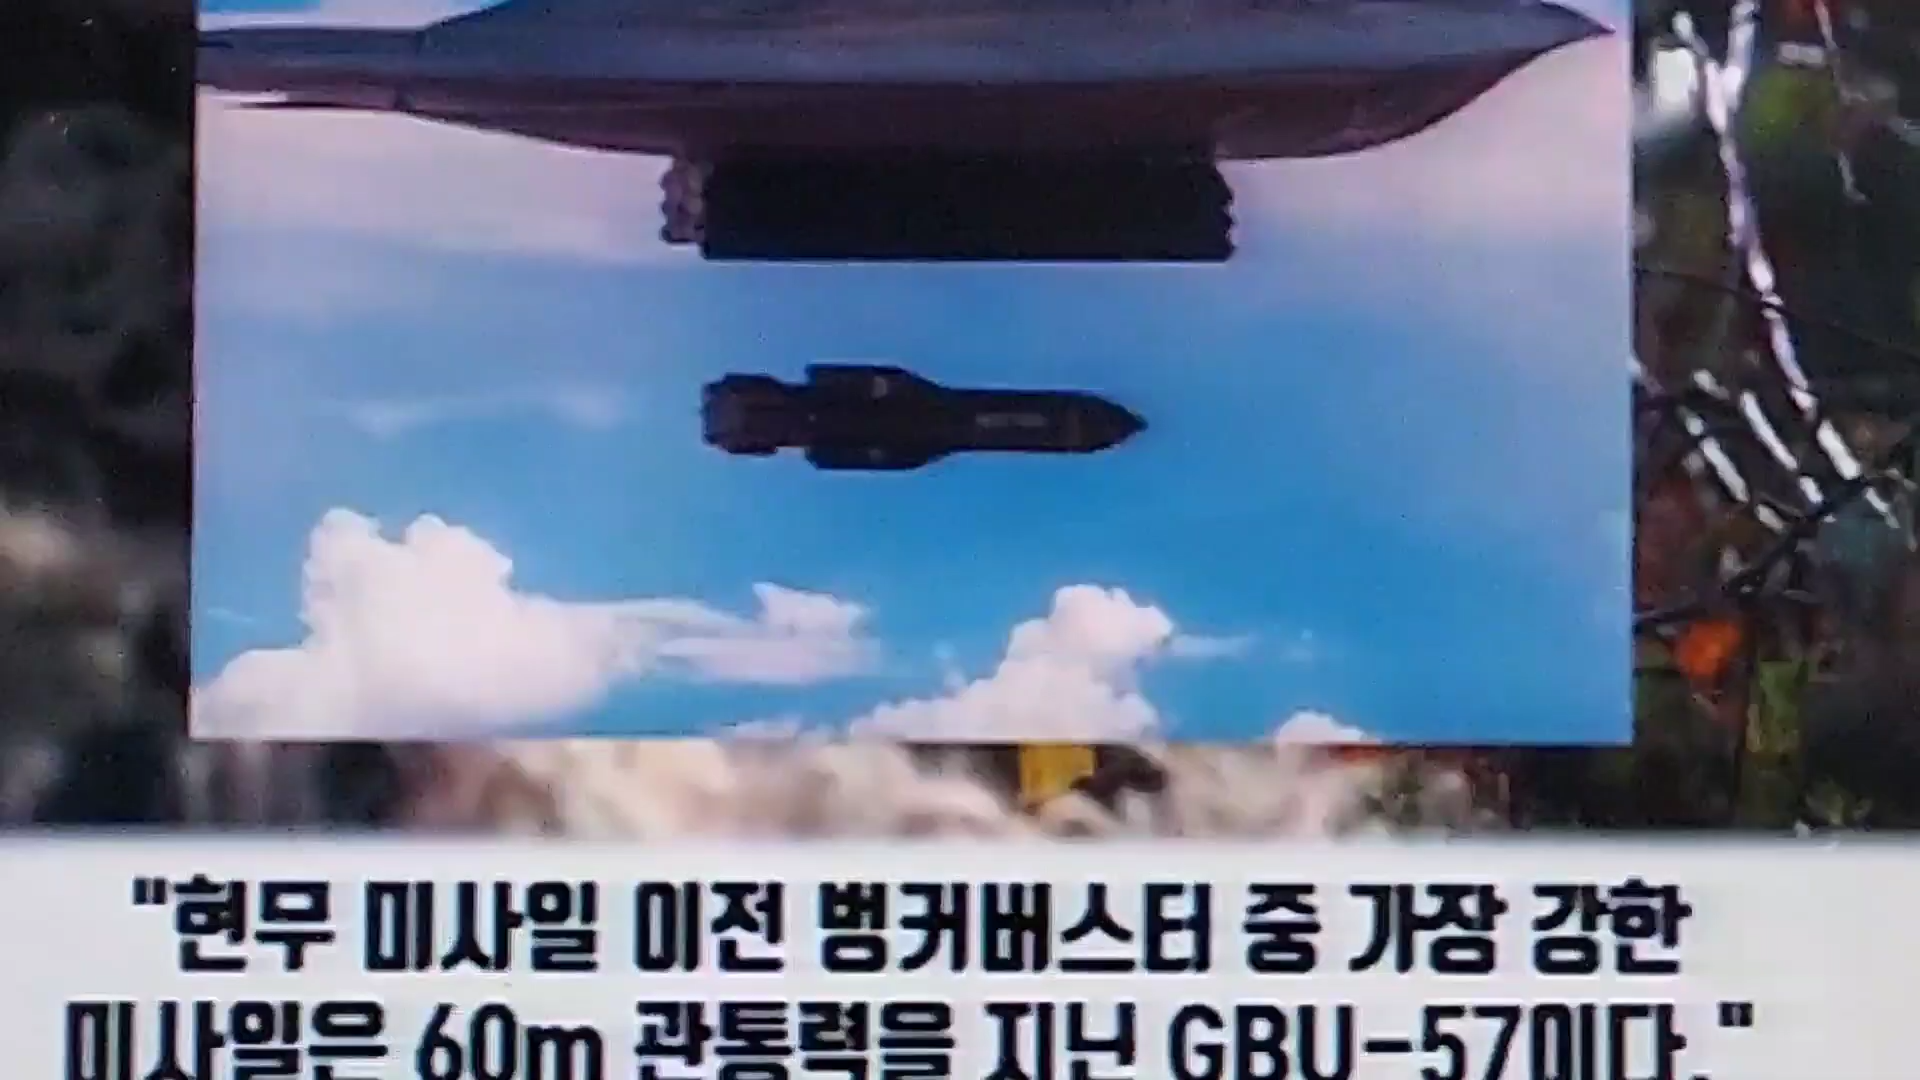 "현무 미사일 이전 벙커버스터 중 가장 강한
미사일은 60m 관통력을 지닌 GBU-57이다."